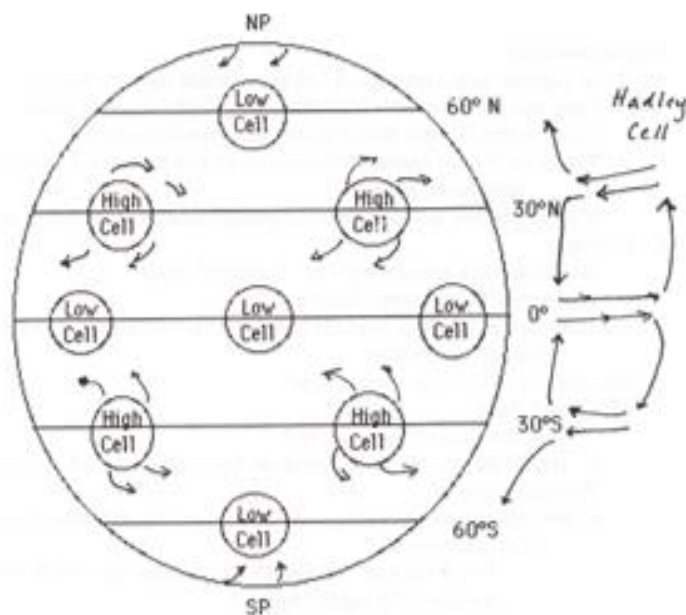 NP
Low
Cell
60° N
Hadley
Cell
High
Cell
High
Cell
30°N
Low
Cell
Low
Cell
Low
Cell
0°
High
Cell
High
Cell
30°S
Low
Cell
60°S
SP